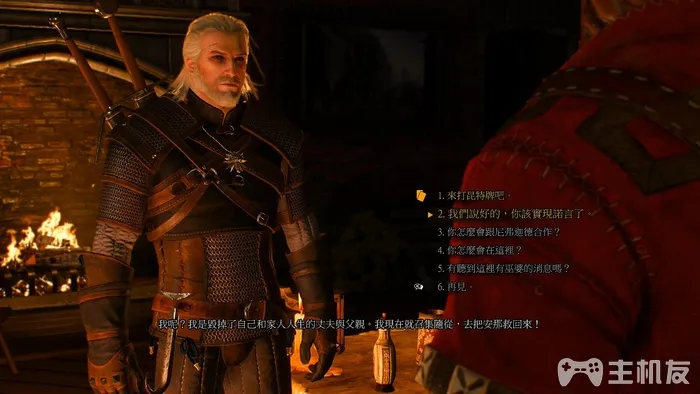 1. 來打昆特牌吧。
2. 我們說好的，你該實現諾言了
3. 你怎麼會跟尼弗迦德合作？
4. 你怎麼會在這裡？
5. 有聽到這裡有巫婆的消息嗎？
6. 再見。
我呢？我是毀掉了自己和家人人生的丈夫與父親。我現在就召集隨從，去把安那救回來！
主机友